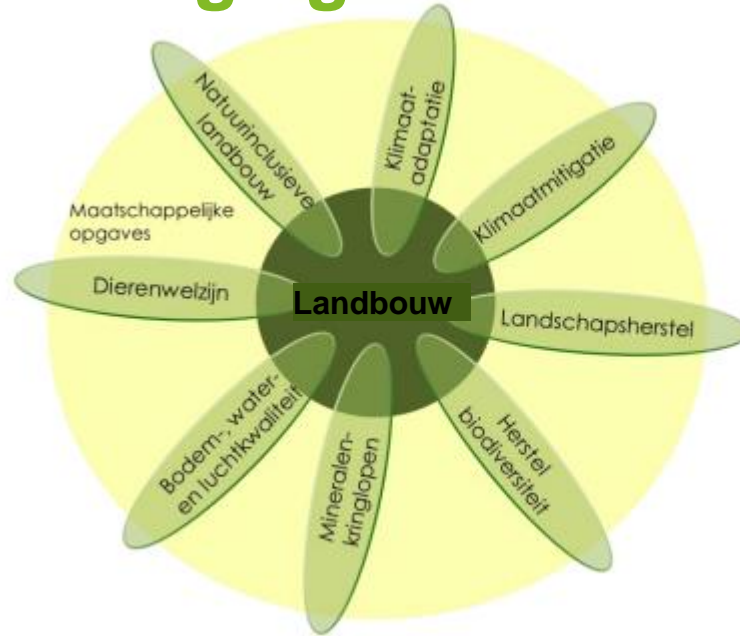 Natuurinclusieve
landbouw
Klimaat-
adaptatie
Klimaatmitigatie
Maatschappelijke
opgaves
Dierenwelzijn
Landbouw
Landschapsherstel
Bodem-, water-
en luchtkwaliteit
Mineralen-
kringlopen
Herstel
biodiversiteit